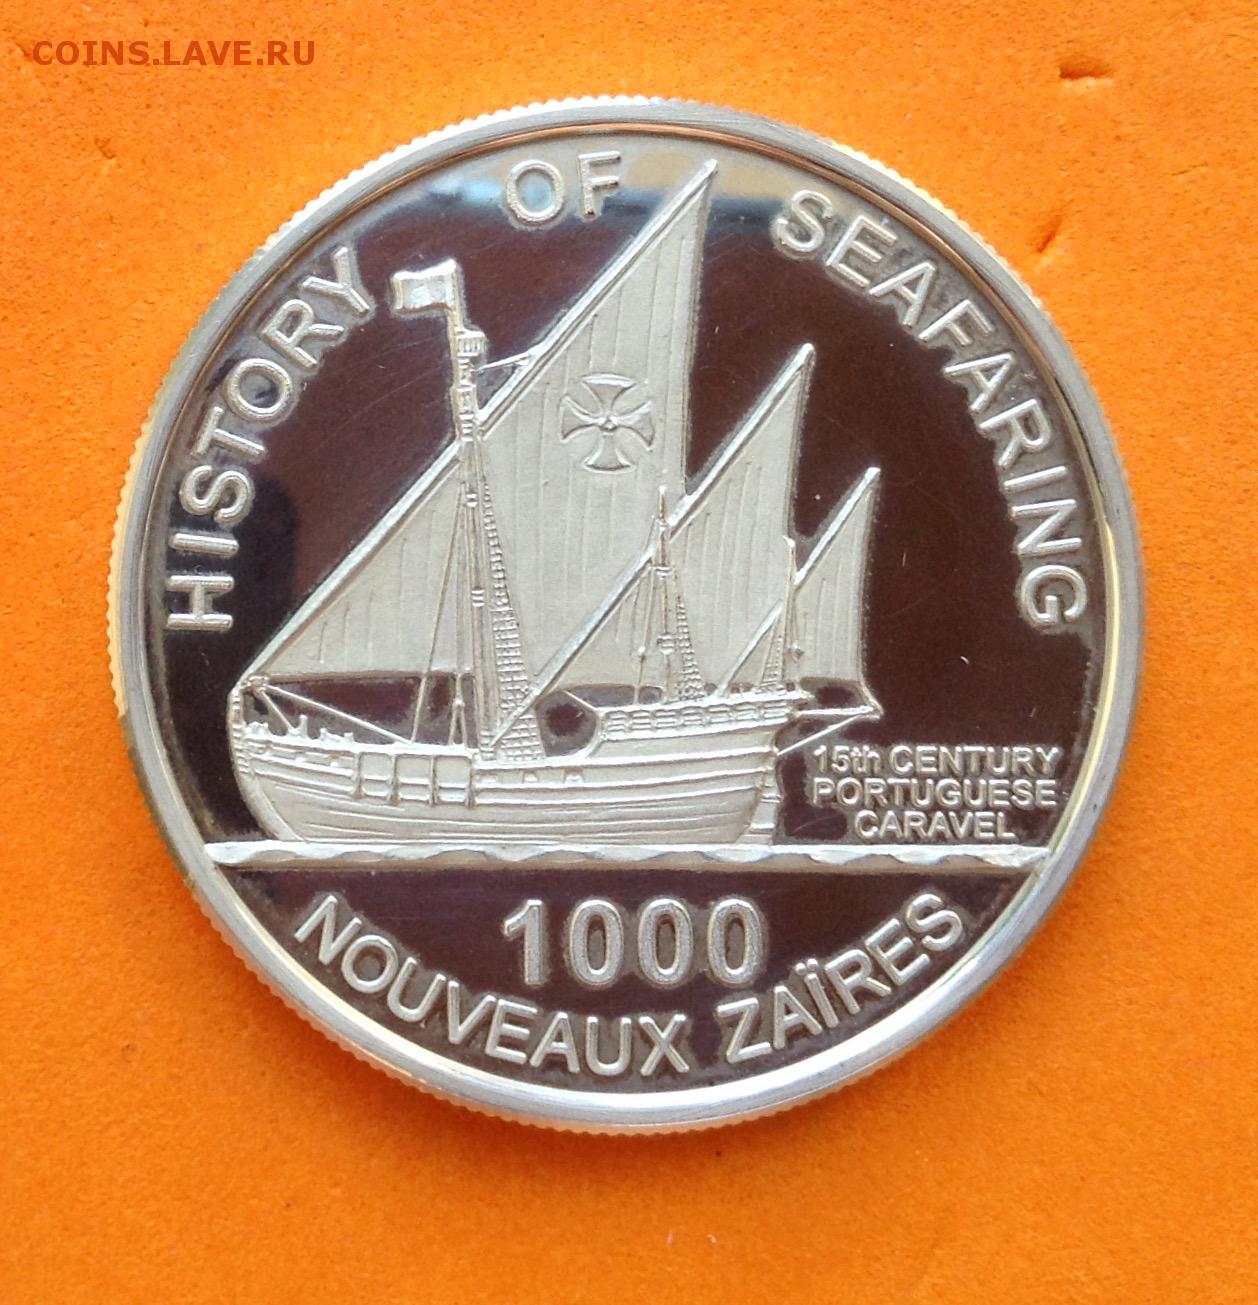 COINS.LAVE.RU
HISTORY OF SEAFARING
15th CENTURY
PORTUGUESE
CARAVEL
1000
NOUVEAUX ZAÏRES